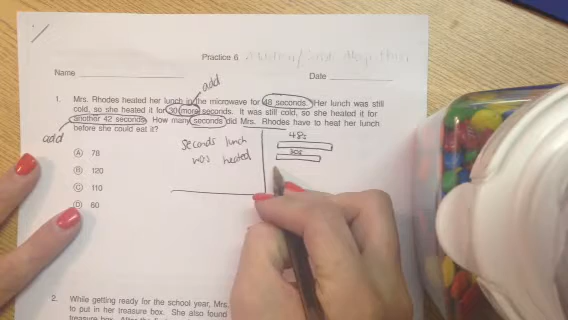 Practice 6
Name
Date
add
1. Mrs. Rhodes heated her lunch in the microwave for 48 seconds. Her lunch was still
cold, so she heated it for 30 more seconds. It was still cold, so she heated it for
another 42 seconds. How many seconds did Mrs. Rhodes have to heat her lunch
before she could eat it?
add
A 78
B 120
C 110
D 60
seconds lunch
was heated
48s
2. While getting ready for the school year, Mrs.
to put in her treasure box. She also found